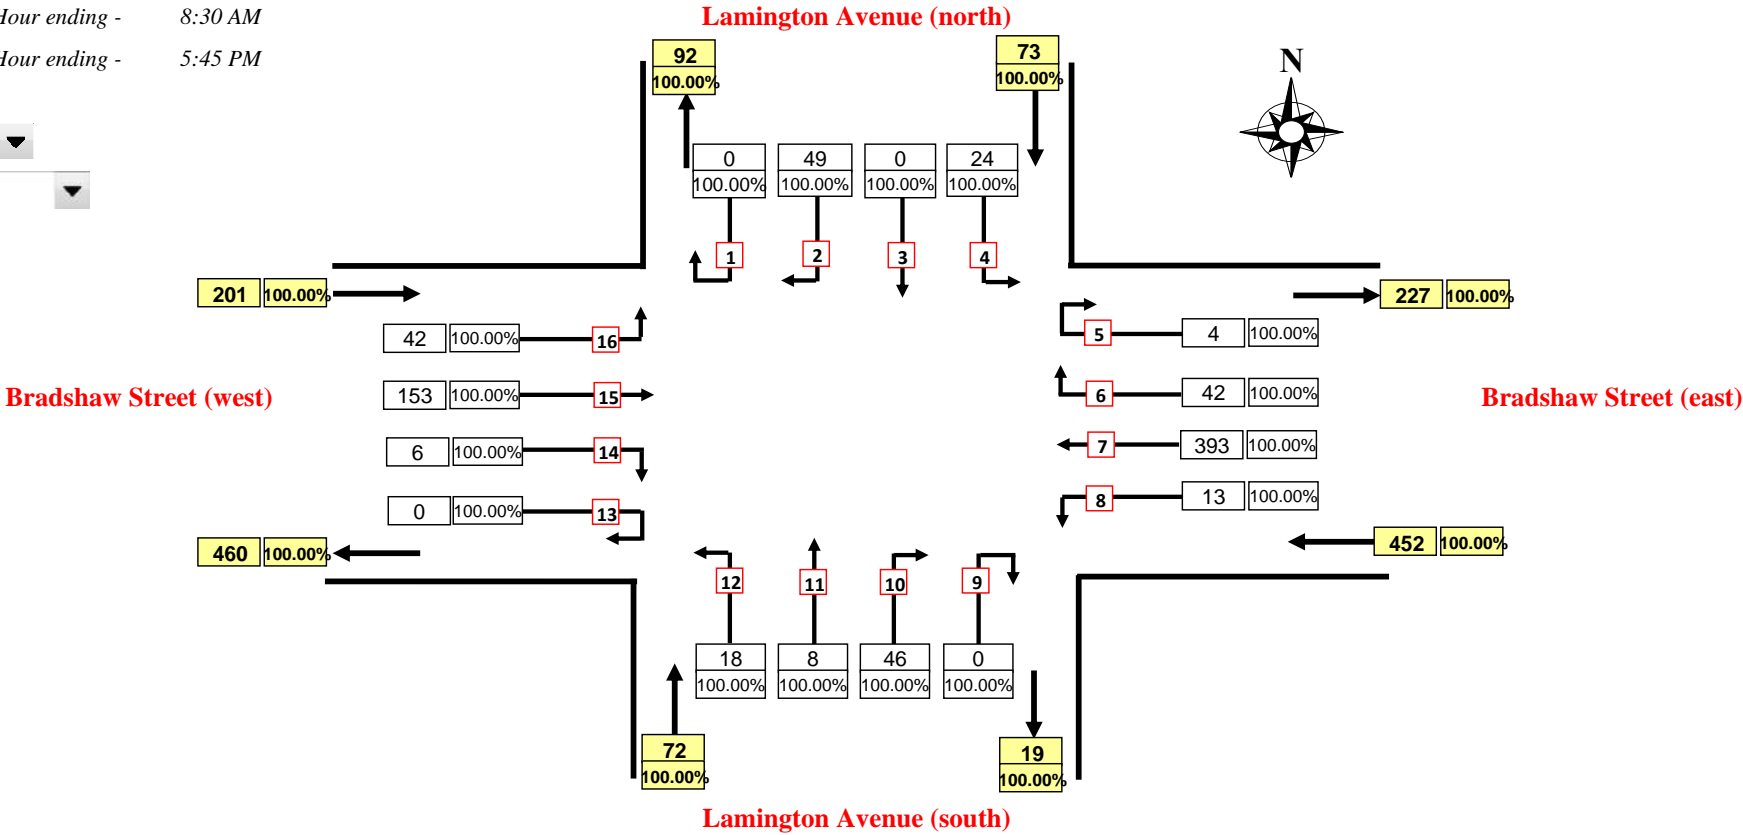 Hour ending - 8:30 AM
Lamington Avenue (north)
Hour ending - 5:45 PM
92
100.00%
73
100.00%
N
0
100.00%
49
100.00%
0
100.00%
24
100.00%
1
2
3
4
201 100.00%
227 100.00%
42 100.00% 16
5 4 100.00%
Bradshaw Street (west)
153 100.00% 15
6 42 100.00%
Bradshaw Street (east)
6 100.00% 14
7 393 100.00%
0 100.00% 13
8 13 100.00%
460 100.00%
452 100.00%
12
11
10
9
18
100.00%
8
100.00%
46
100.00%
0
100.00%
72
100.00%
19
100.00%
Lamington Avenue (south)